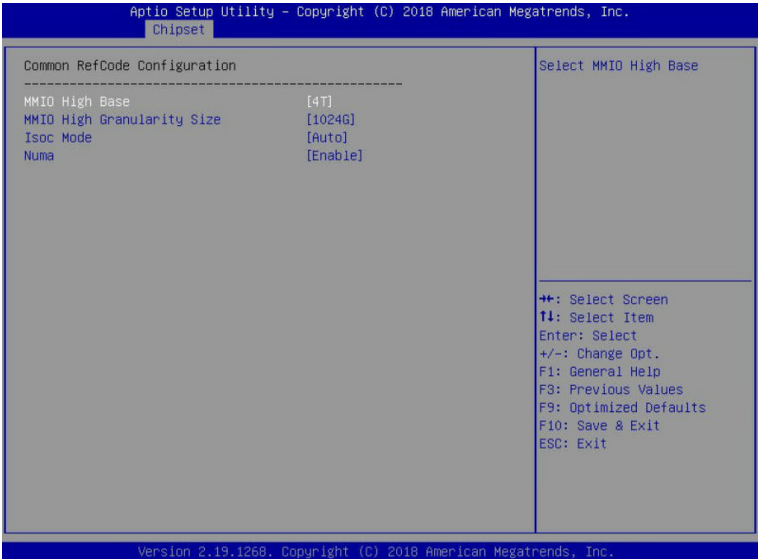 Aptio Setup Utility – Copyright (C) 2018 American Megatrends, Inc.
Chipset
Common RefCode Configuration
--------------------------------------------------
MMIO High Base [4T]
MMIO High Granularity Size [1024G]
Isoc Mode [Auto]
Numa [Enable]
Select MMIO High Base
→←: Select Screen
↑↓: Select Item
Enter: Select
+/-: Change Opt.
F1: General Help
F3: Previous Values
F9: Optimized Defaults
F10: Save & Exit
ESC: Exit
Version 2.19.1268. Copyright (C) 2018 American Megatrends, Inc.